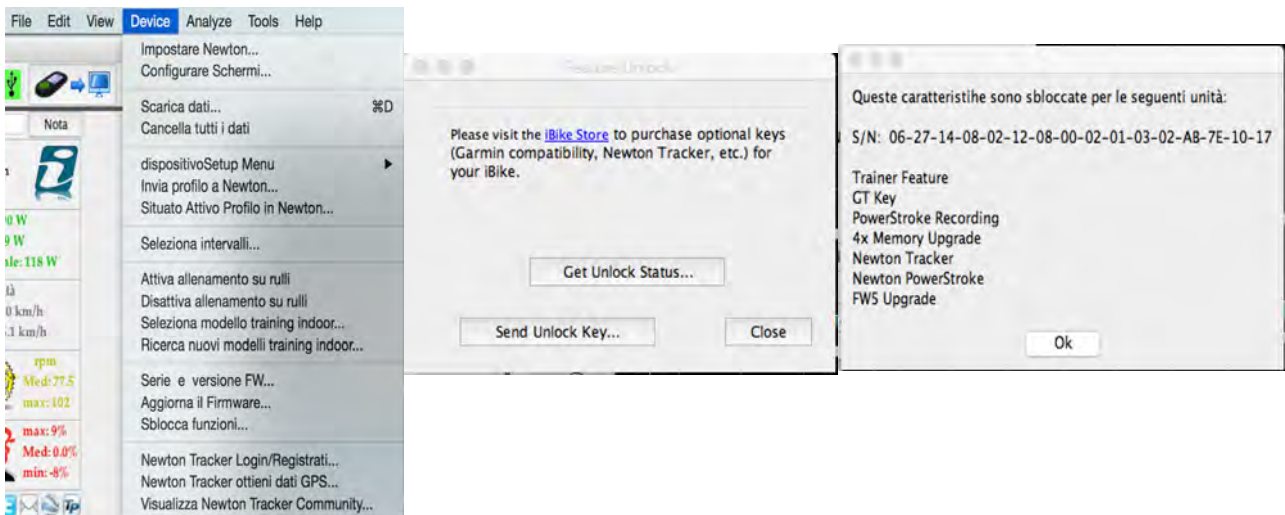 File Edit View Device Analyze Tools Help
Impostare Newton...
Configurare Schermi...
Scarica dati... ⌘D
Cancella tutti i dati
dispositivoSetup Menu
Invia profilo a Newton...
Situato Attivo Profilo in Newton...
Seleziona intervalli...
Attiva allenamento su rulli
Disattiva allenamento su rulli
Seleziona modello training indoor...
Ricerca nuovi modelli training indoor...
Serie e versione FW...
Aggiorna il Firmware...
Sblocca funzioni...
Newton Tracker Login/Registrati...
Newton Tracker ottieni dati GPS...
Visualizza Newton Tracker Community...
Nota
W
W
118 W
km/h
km/h
rpm
Med: 77.5
max: 102
max: 9%
Med: 0.0%
min: -8%
Tp
Feature Unlock
Please visit the iBike Store to purchase optional keys
(Garmin compatibility, Newton Tracker, etc.) for
your iBike.
Get Unlock Status...
Send Unlock Key... Close
Queste caratteristihe sono sbloccate per le seguenti unità:
S/N: 06-27-14-08-02-12-08-00-02-01-03-02-AB-7E-10-17
Trainer Feature
GT Key
PowerStroke Recording
4x Memory Upgrade
Newton Tracker
Newton PowerStroke
FW5 Upgrade
Ok